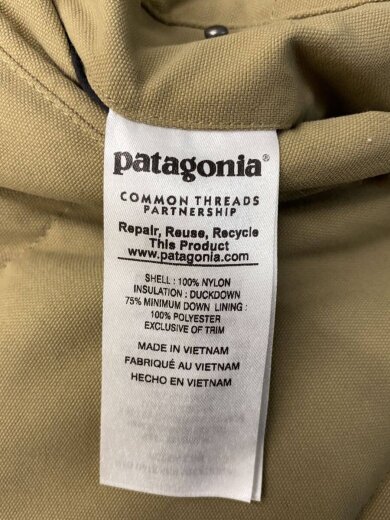 patagonia®
COMMON THREADS
PARTNERSHIP
Repair, Reuse, Recycle
This Product
www.patagonia.com
SHELL : 100% NYLON
INSULATION : DUCKDOWN
75% MINIMUM DOWN LINING :
100% POLYESTER
EXCLUSIVE OF TRIM
MADE IN VIETNAM
FABRIQUÉ AU VIETNAM
HECHO EN VIETNAM